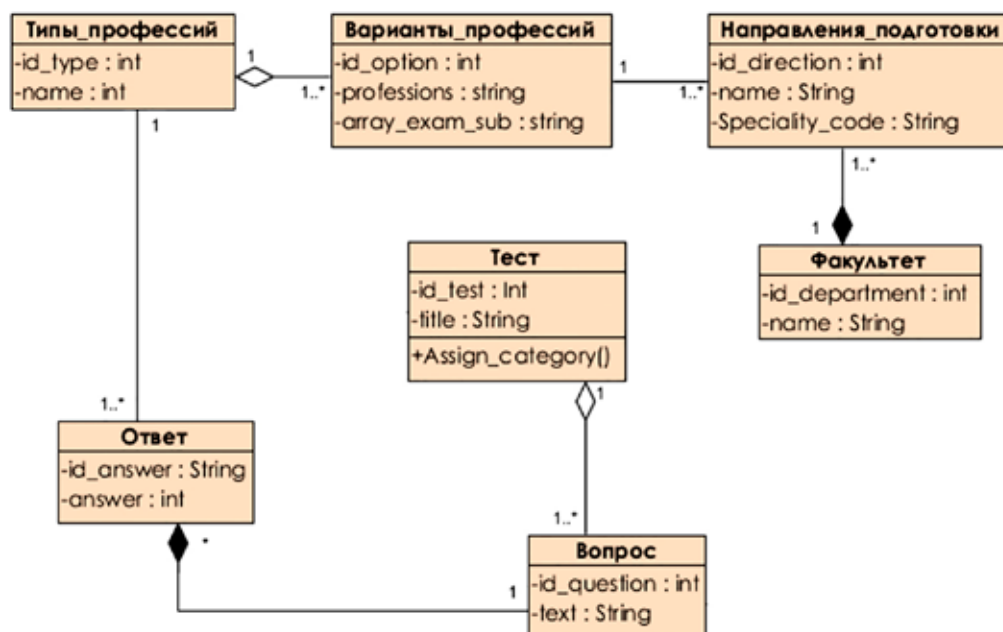 Типы_профессий
-id_type : int
-name : int
1
1..*
Варианты_профессий
-id_option : int
-professions : string
-array_exam_sub : string
1
1..*
Направления_подготовки
-id_direction : int
-name : String
-Speciality_code : String
1
1..*
1
Факультет
-id_department : int
-name : String
Тест
-id_test : Int
-title : String
+Assign_category()
1
1..*
Ответ
-id_answer : String
-answer : int
*
1..*
Вопрос
-id_question : int
-text : String
1